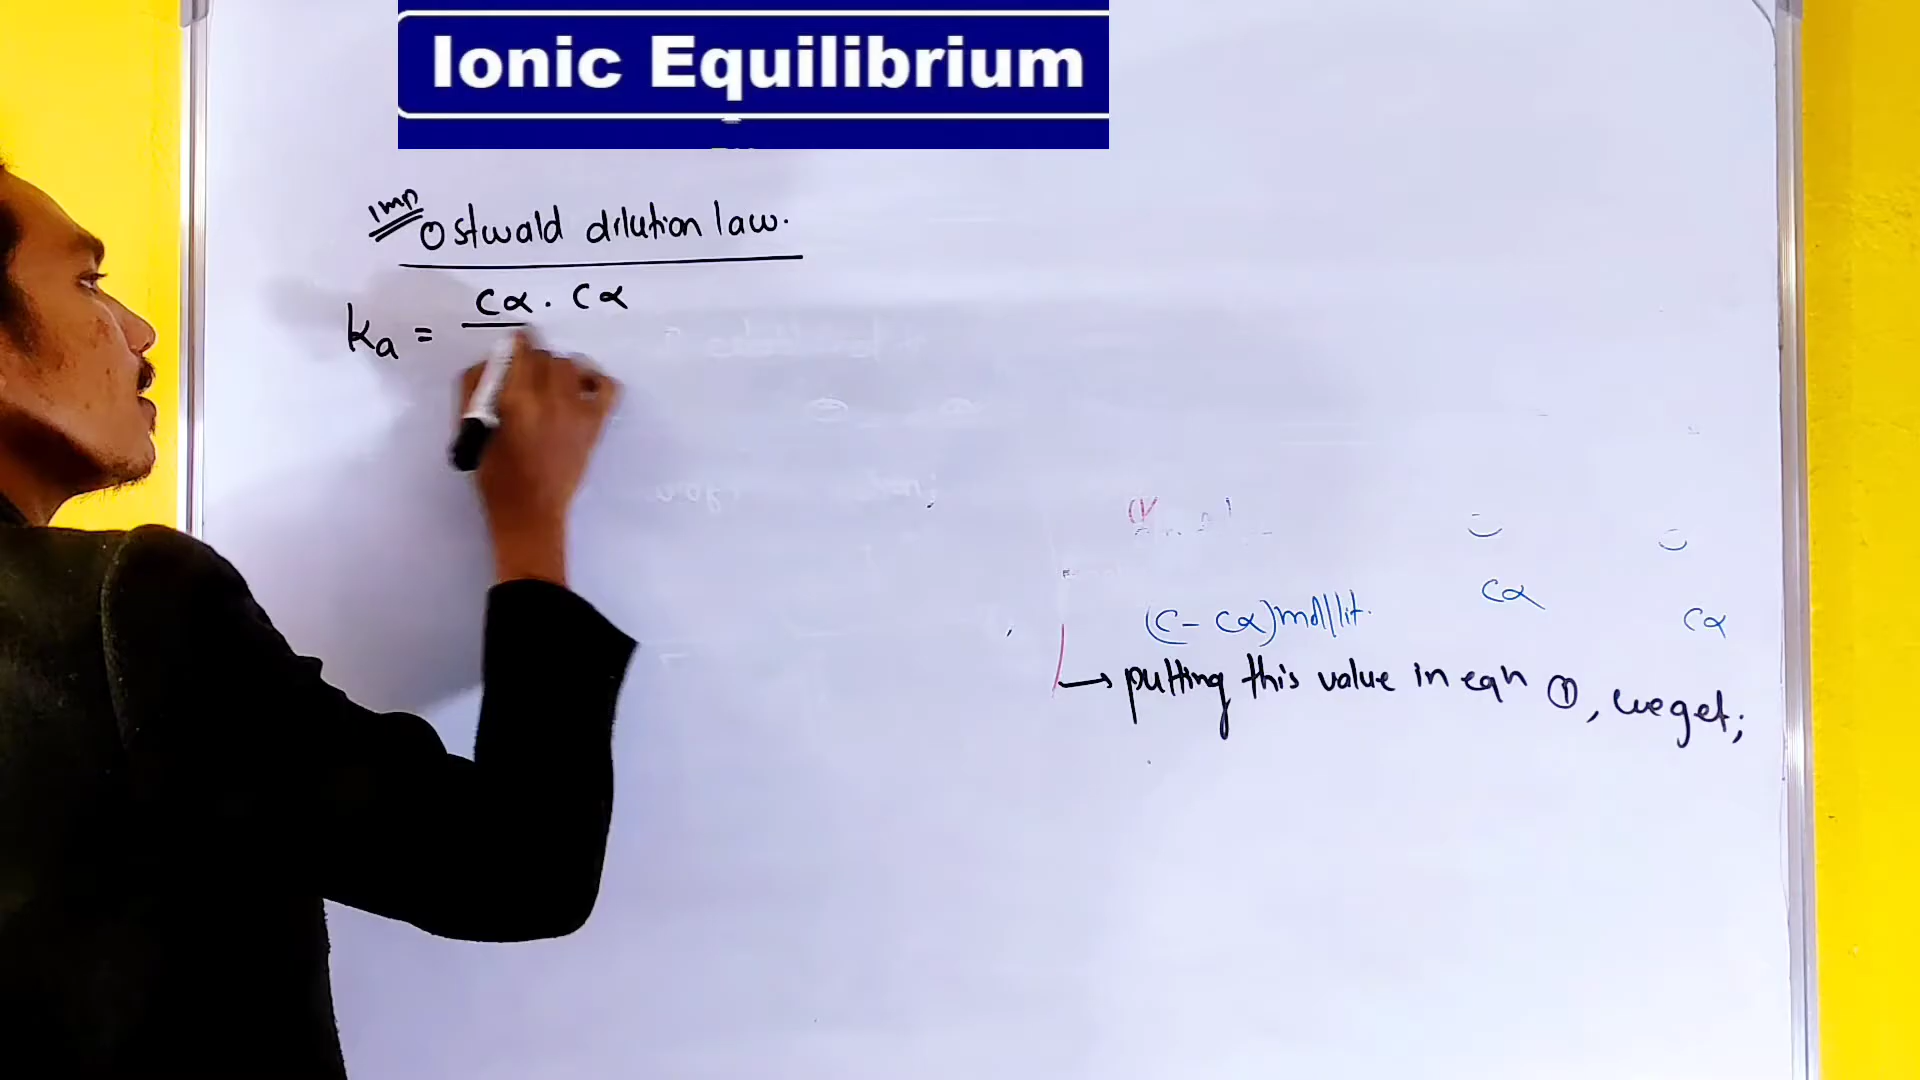 Ionic Equilibrium
Imp
Ostwald dilution law.
Ka = Cα . Cα
Cα
(C - Cα) mol/lit.
Cα
→ putting this value in eqn ①, we get;